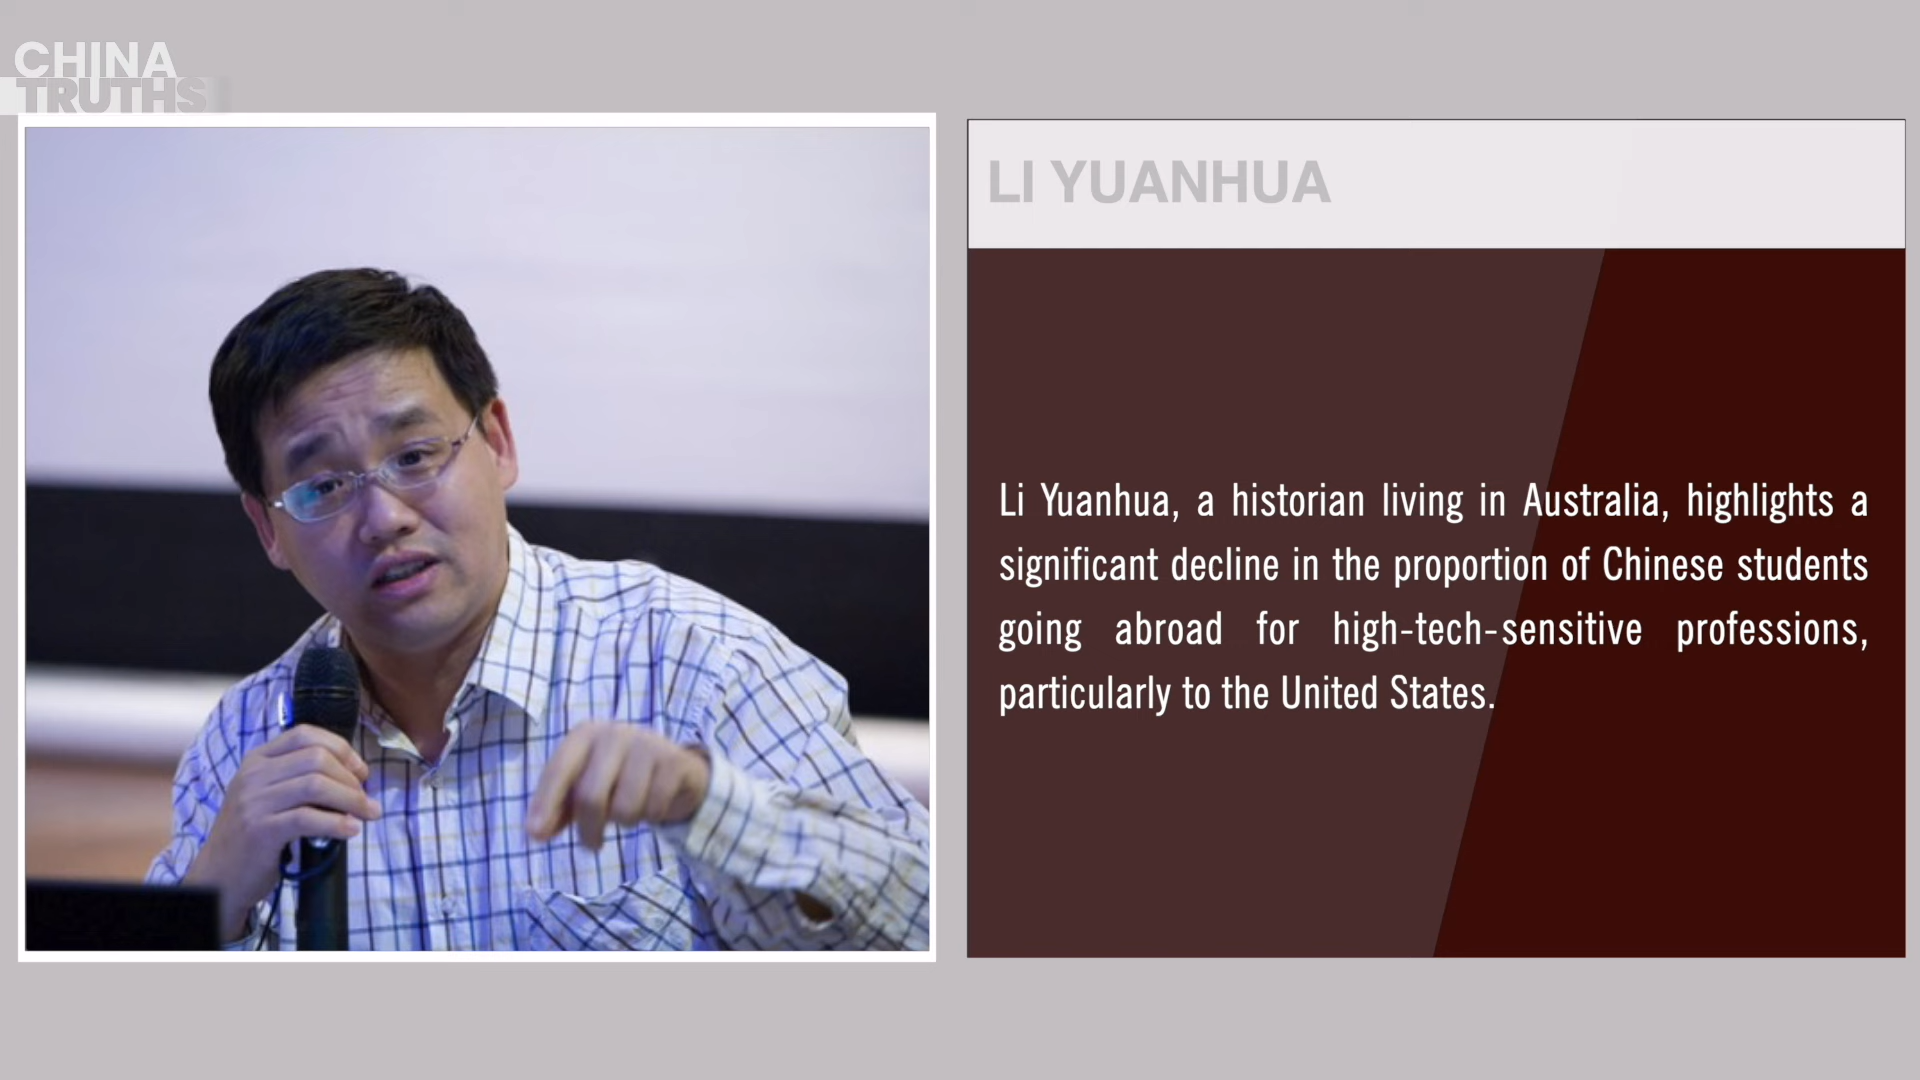 CHINA
TRUTHS
LI YUANHUA
Li Yuanhua, a historian living in Australia, highlights a
significant decline in the proportion of Chinese students
going abroad for high-tech-sensitive professions,
particularly to the United States.